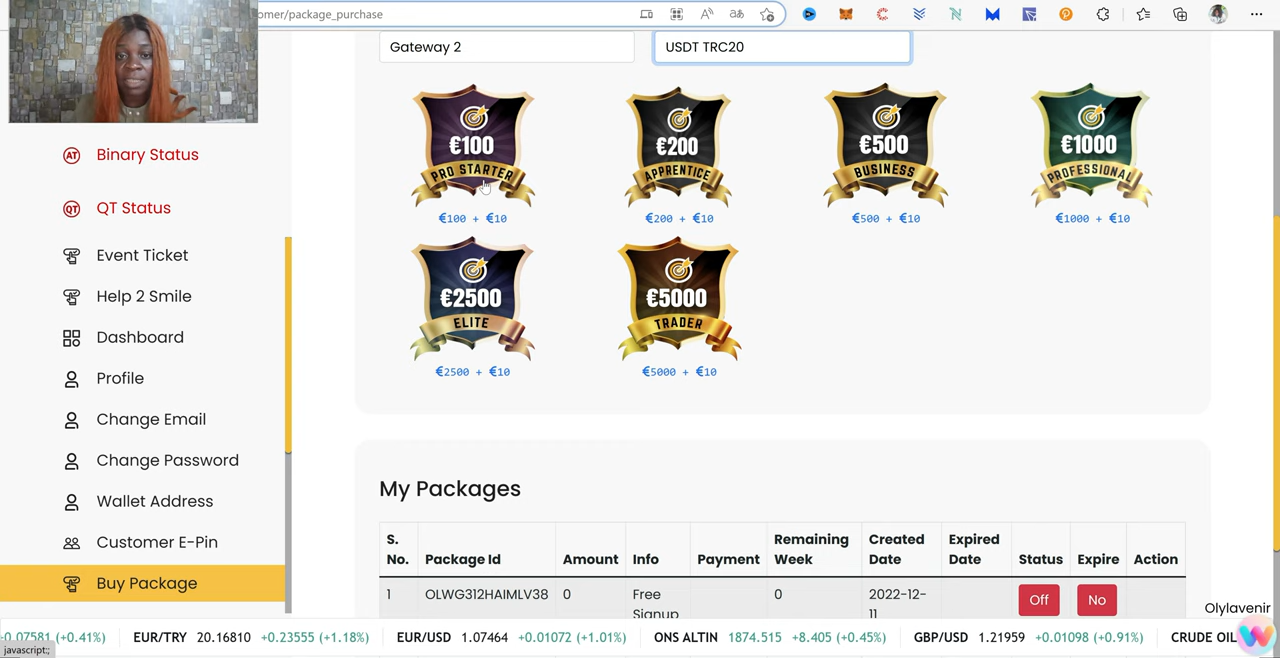 omer/package_purchase
Gateway 2
USDT TRC20
€100
PRO STARTER
€100 + €10
€200
APPRENTICE
€200 + €10
€500
BUSINESS
€500 + €10
€1000
PROFESSIONAL
€1000 + €10
€2500
ELITE
€2500 + €10
€5000
TRADER
€5000 + €10
AT Binary Status
QT QT Status
Event Ticket
Help 2 Smile
Dashboard
Profile
Change Email
Change Password
Wallet Address
Customer E-Pin
Buy Package
My Packages
S. No. Package Id Amount Info Payment Remaining Week Created Date Expired Date Status Expire Action
1 OLWG312HAIMLV38 0 Free Signup 0 2022-12-11 Off No
Olylavenir
-0.07581 (+0.41%) EUR/TRY 20.16810 +0.23555 (+1.18%) EUR/USD 1.07464 +0.01072 (+1.01%) ONS ALTIN 1874.515 +8.405 (+0.45%) GBP/USD 1.21959 +0.01098 (+0.91%) CRUDE OIL
javascript:;